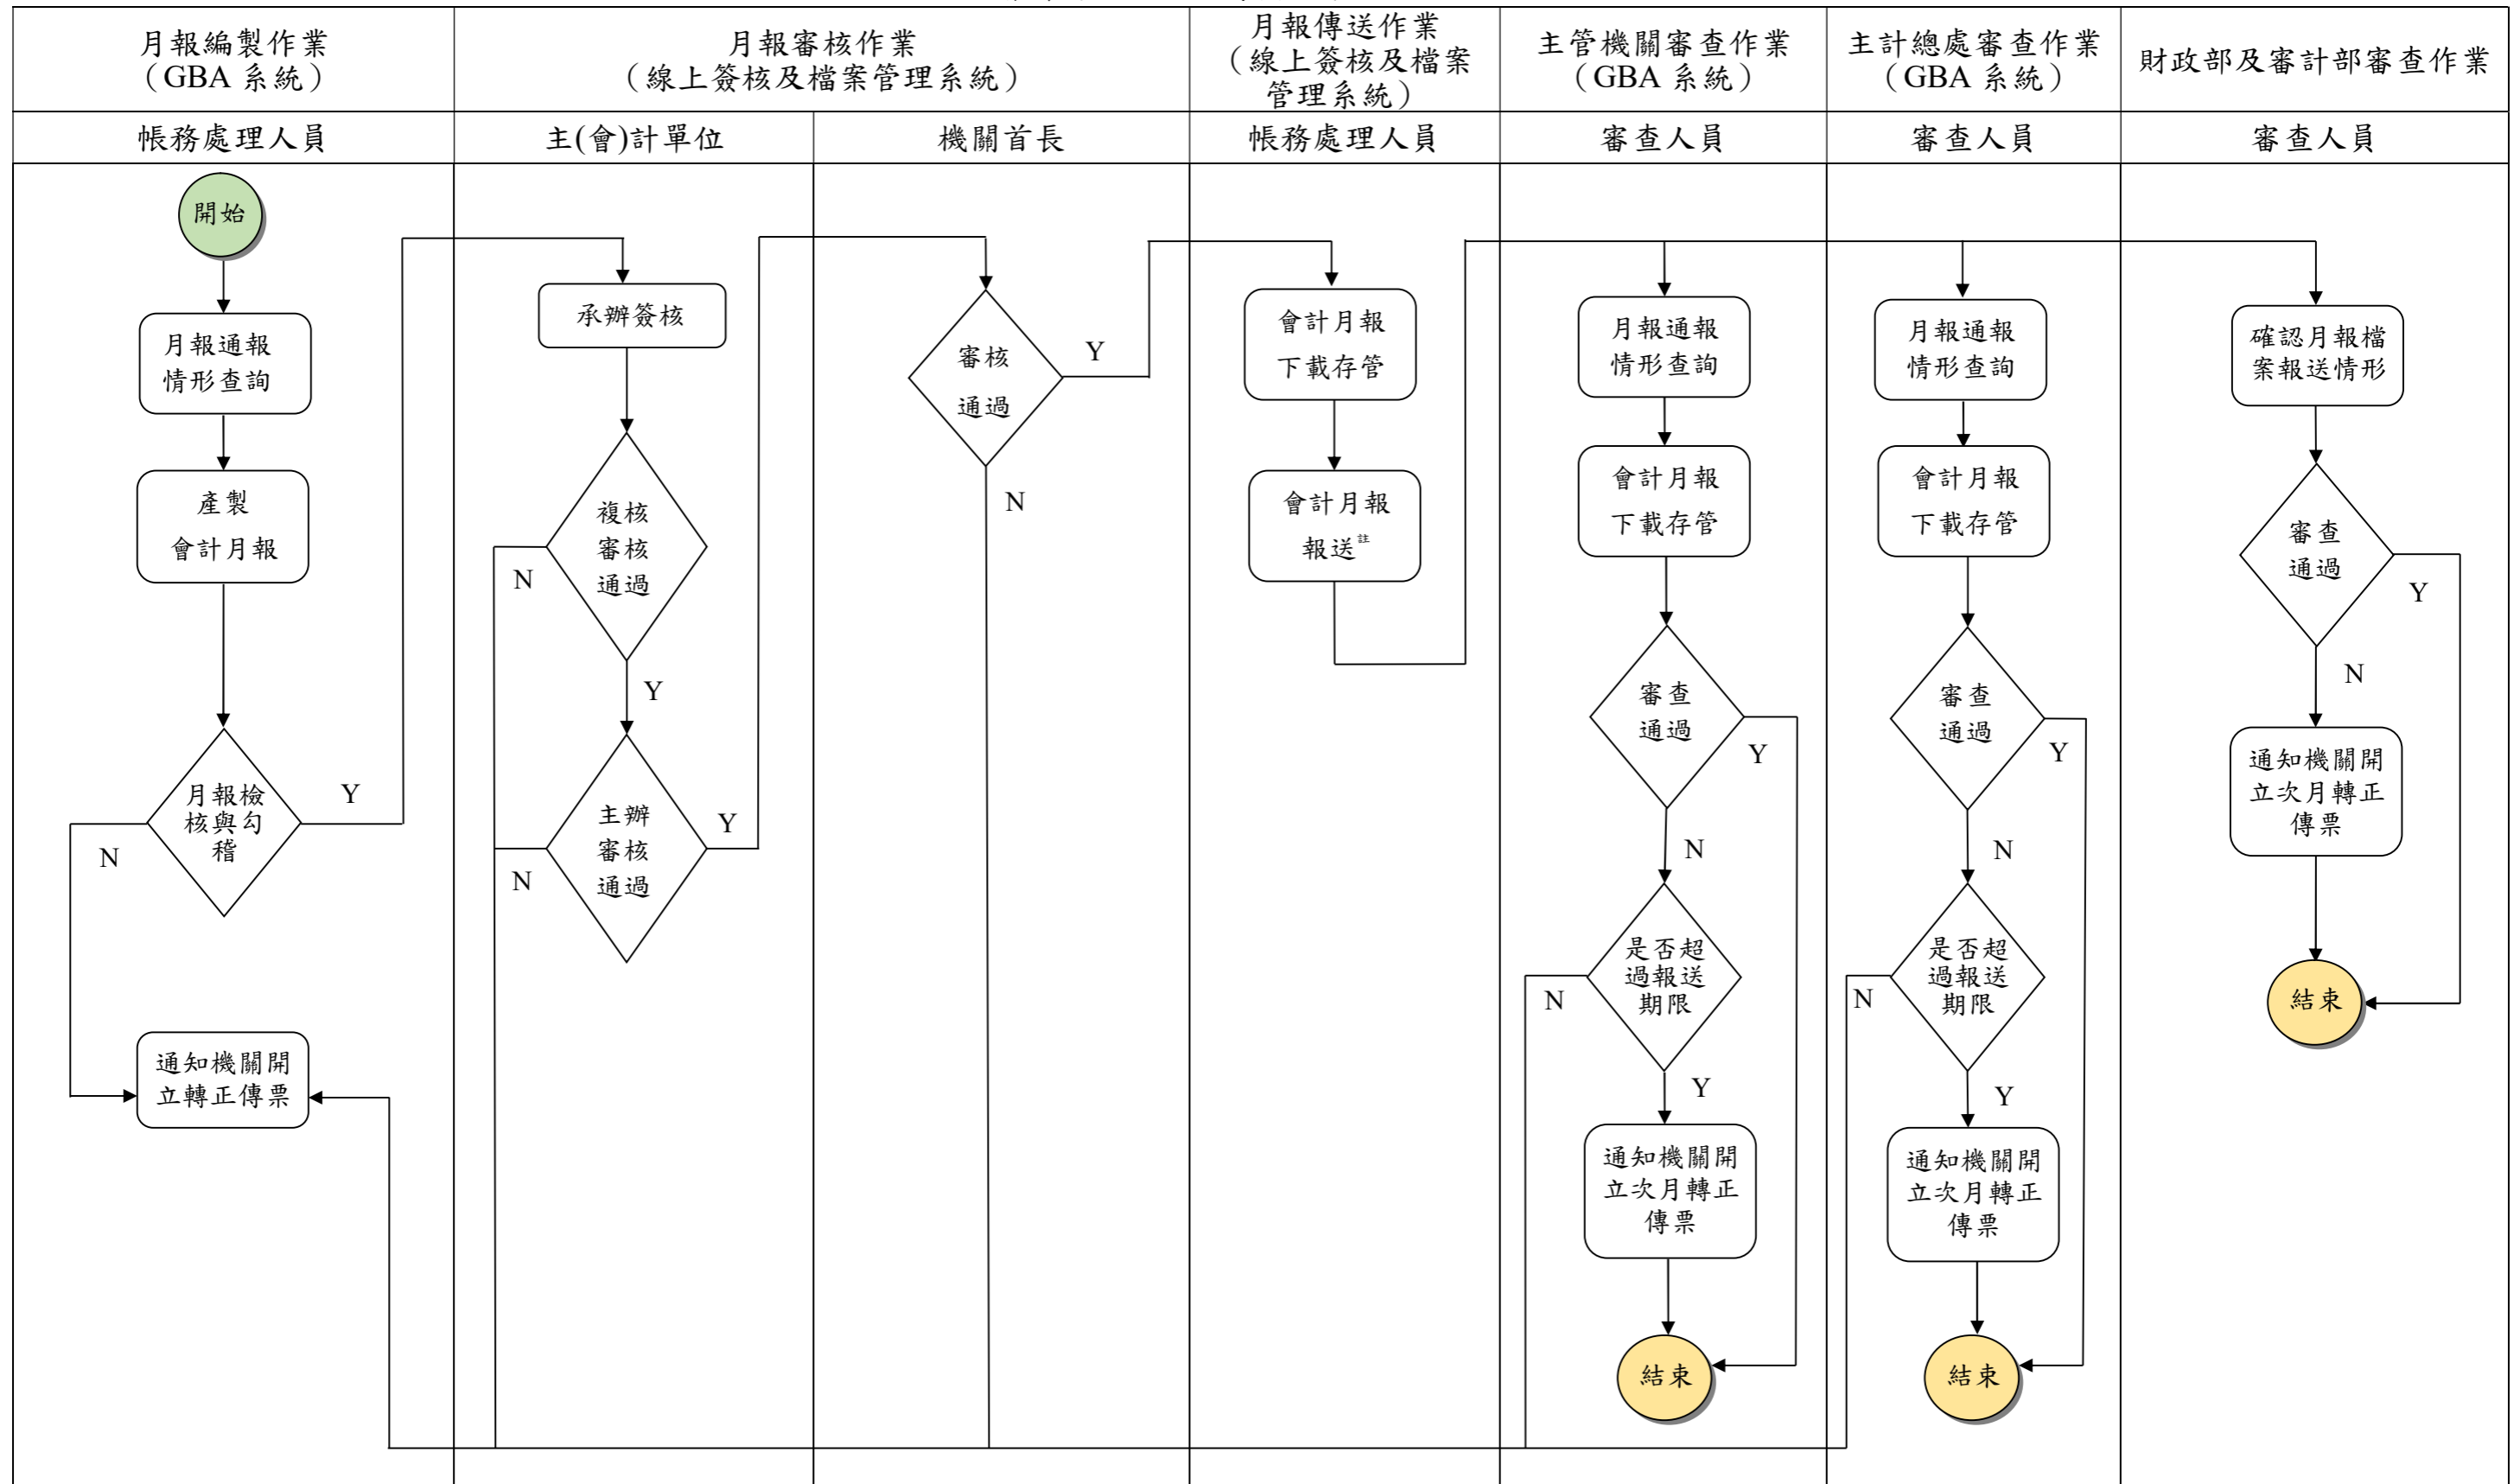 月報編製作業
（GBA 系統）
月報審核作業
（線上簽核及檔案管理系統）
月報傳送作業
（線上簽核及檔案
管理系統）
主管機關審查作業
（GBA 系統）
主計總處審查作業
（GBA 系統）
財政部及審計部審查作業
帳務處理人員
主(會)計單位
機關首長
帳務處理人員
審查人員
審查人員
審查人員
開始
月報通報
情形查詢
產製
會計月報
月報檢
核與勾
稽
Y
N
通知機關開
立轉正傳票
承辦簽核
複核
審核
通過
N
Y
主辦
審核
通過
Y
N
審核
通過
Y
N
會計月報
下載存管
會計月報
報送註
月報通報
情形查詢
會計月報
下載存管
審查
通過
Y
N
是否超
過報送
期限
N
Y
通知機關開
立次月轉正
傳票
結束
月報通報
情形查詢
會計月報
下載存管
審查
通過
Y
N
是否超
過報送
期限
N
Y
通知機關開
立次月轉正
傳票
結束
確認月報檔
案報送情形
審查
通過
Y
N
通知機關開
立次月轉正
傳票
結束